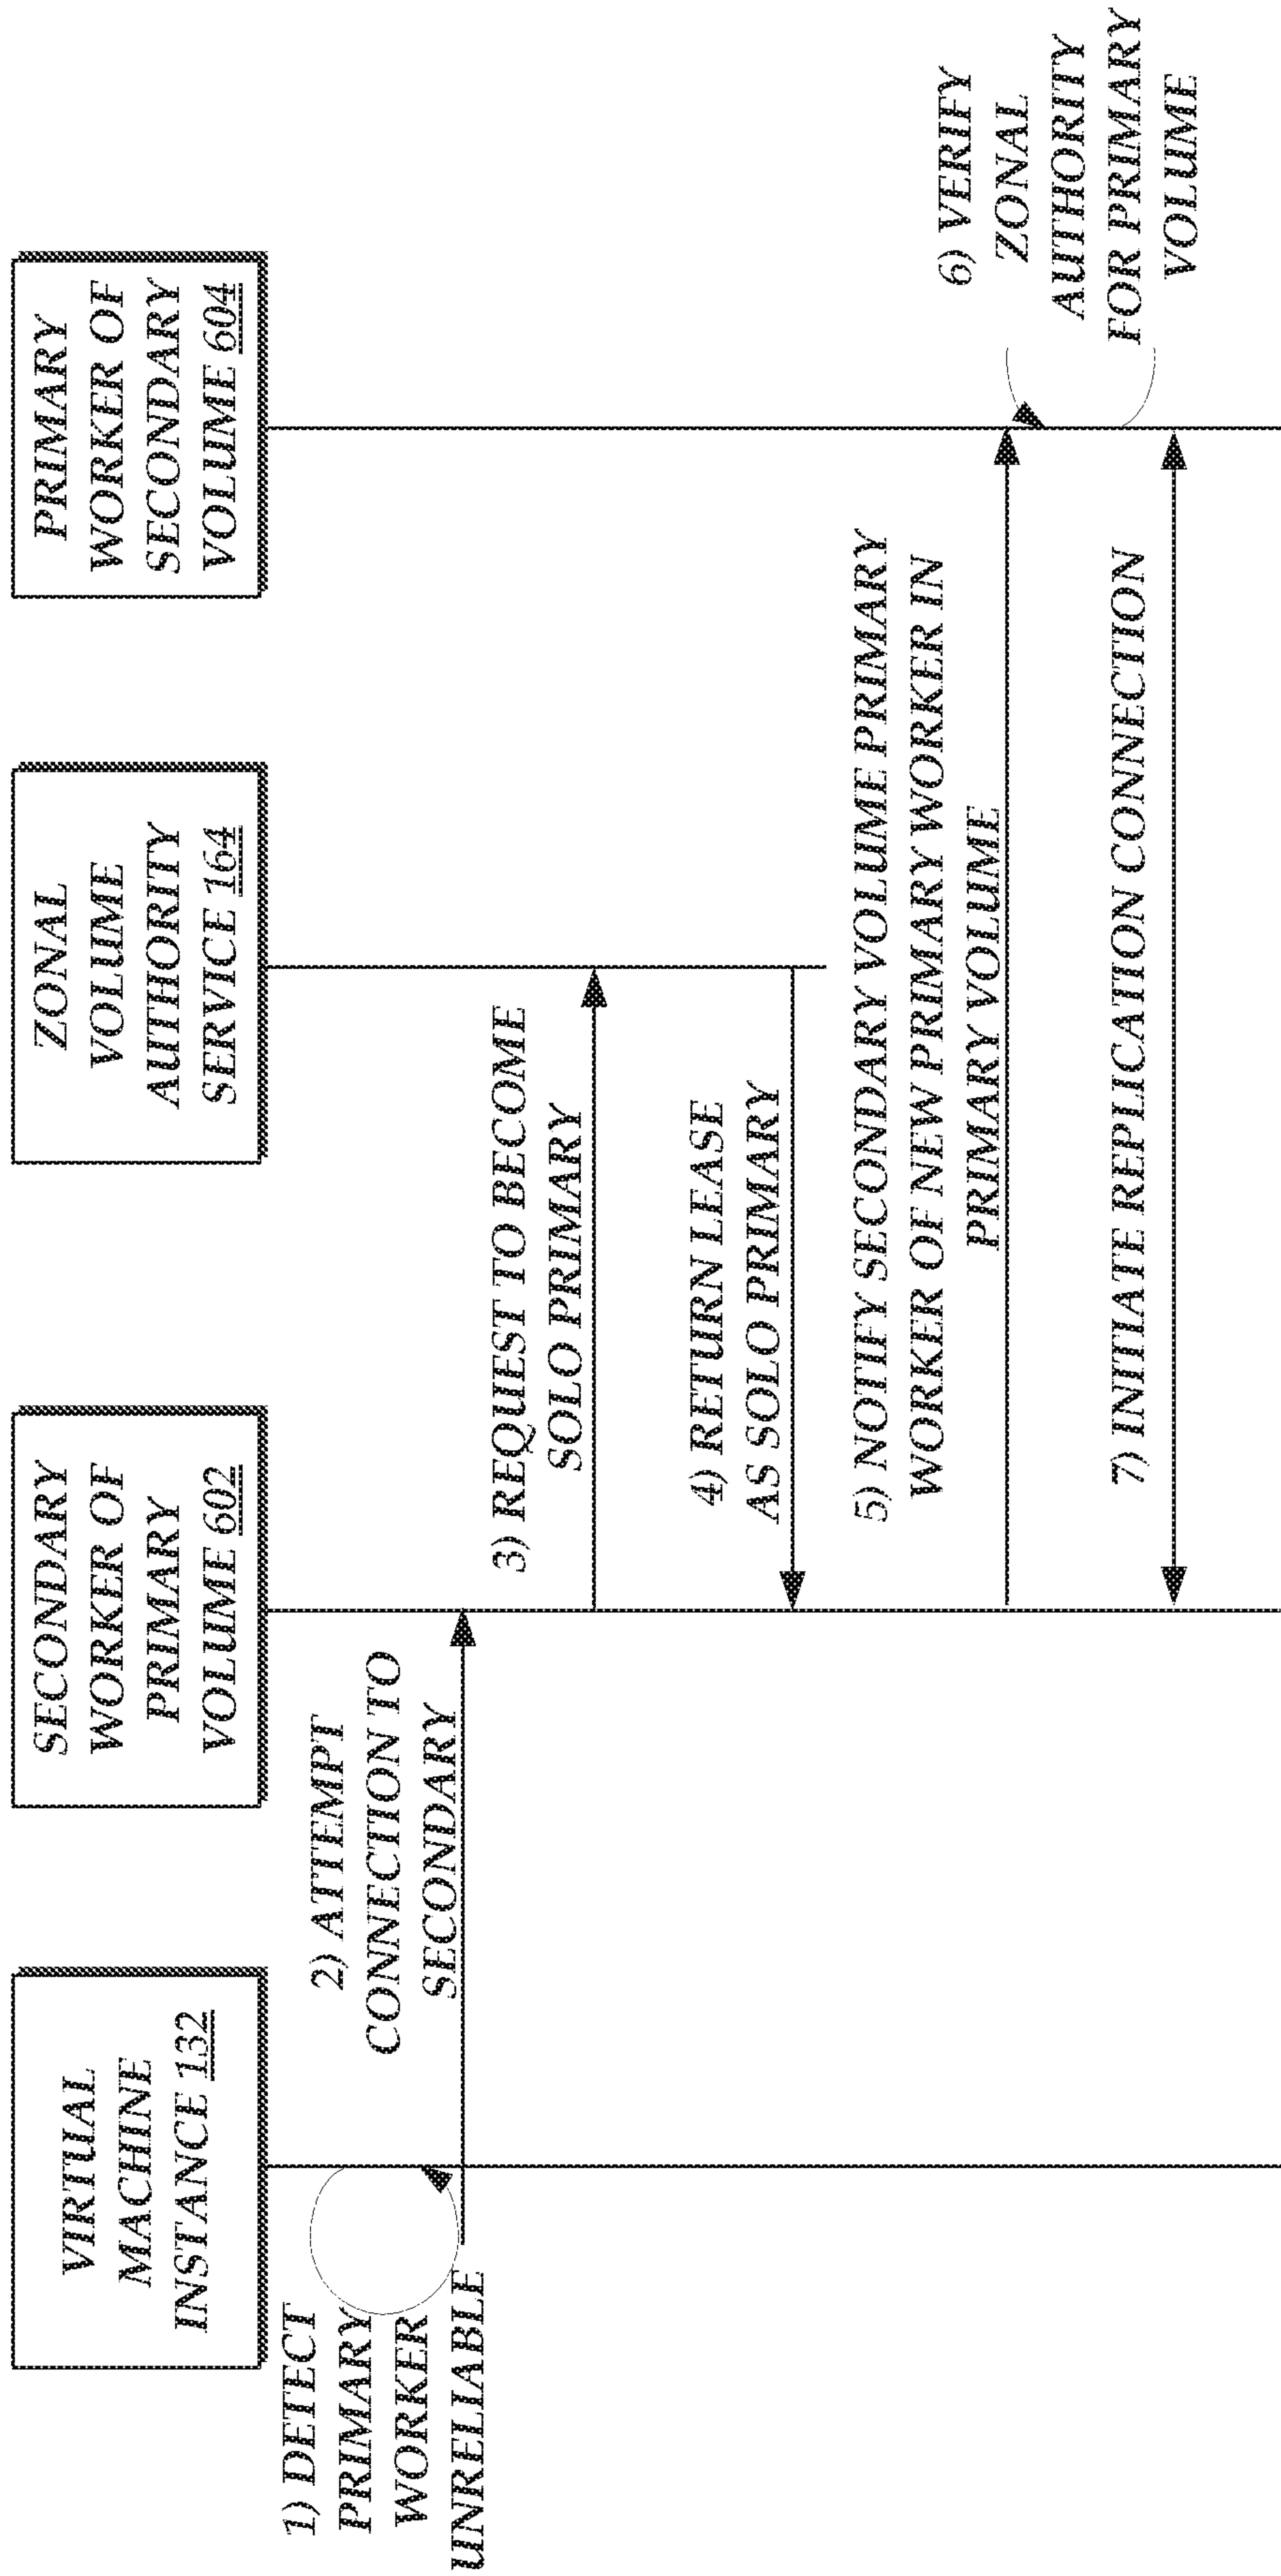 VIRTUAL
MACHINE
INSTANCE 132
SECONDARY
WORKER OF
PRIMARY
VOLUME 602
ZONAL
VOLUME
AUTHORITY
SERVICE 164
PRIMARY
WORKER OF
SECONDARY
VOLUME 604
1) DETECT
PRIMARY
WORKER
UNRELIABLE
2) ATTEMPT
CONNECTION TO
SECONDARY
3) REQUEST TO BECOME
SOLO PRIMARY
4) RETURN LEASE
AS SOLO PRIMARY
5) NOTIFY SECONDARY VOLUME PRIMARY
WORKER OF NEW PRIMARY WORKER IN
PRIMARY VOLUME
6) VERIFY
ZONAL
AUTHORITY
FOR PRIMARY
VOLUME
7) INITIATE REPLICATION CONNECTION